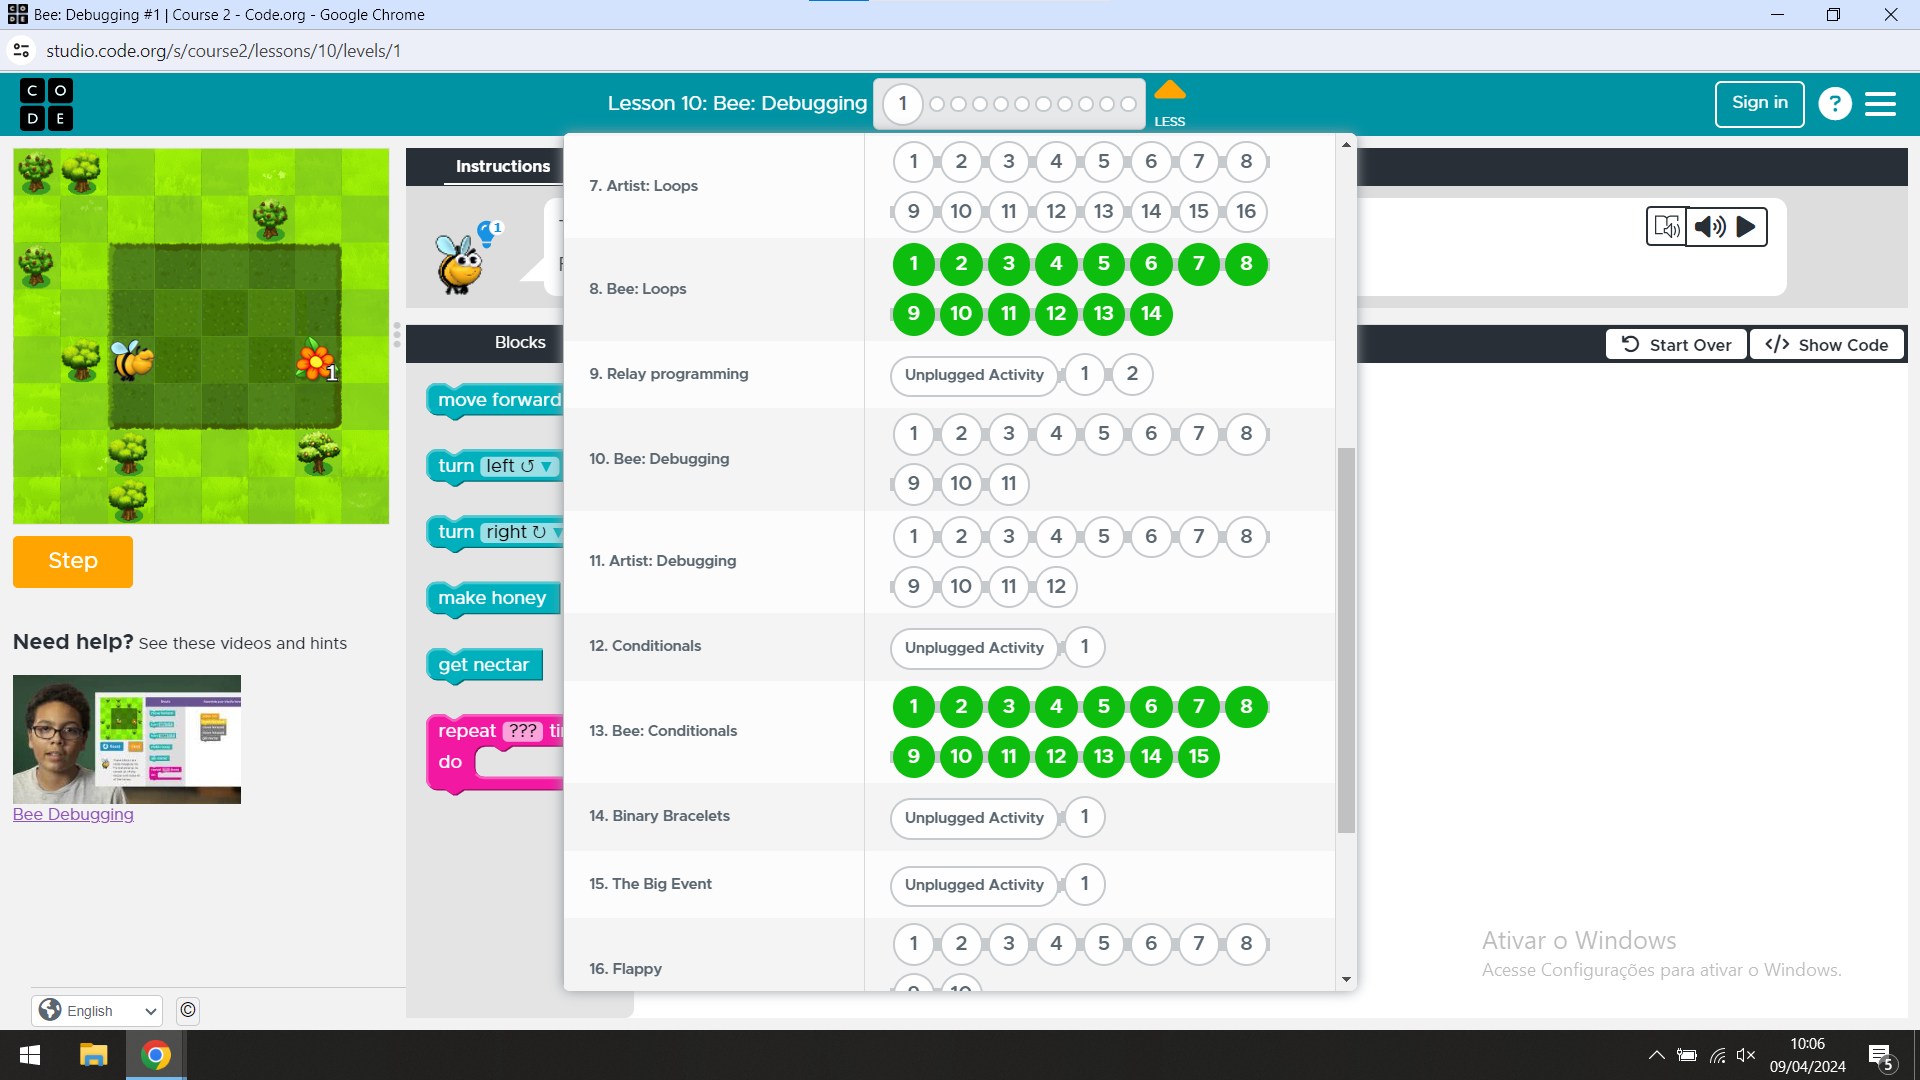 Bee: Debugging #1 | Course 2 - Code.org - Google Chrome
studio.code.org/s/course2/lessons/10/levels/1
C O
D E
Lesson 10: Bee: Debugging
1
LESS
Sign in
?
Instructions
1
1
Step
Need help? See these videos and hints
Bee Debugging
English
©
Blocks
move forward
turn left ↺ ▼
turn right ↻ ▼
make honey
get nectar
repeat ???
do
7. Artist: Loops
1 2 3 4 5 6 7 8
9 10 11 12 13 14 15 16
8. Bee: Loops
1 2 3 4 5 6 7 8
9 10 11 12 13 14
9. Relay programming
Unplugged Activity 1 2
10. Bee: Debugging
1 2 3 4 5 6 7 8
9 10 11
11. Artist: Debugging
1 2 3 4 5 6 7 8
9 10 11 12
12. Conditionals
Unplugged Activity 1
13. Bee: Conditionals
1 2 3 4 5 6 7 8
9 10 11 12 13 14 15
14. Binary Bracelets
Unplugged Activity 1
15. The Big Event
Unplugged Activity 1
16. Flappy
1 2 3 4 5 6 7 8
9 10
Start Over
</> Show Code
Ativar o Windows
Acesse Configurações para ativar o Windows.
10:06
09/04/2024
5